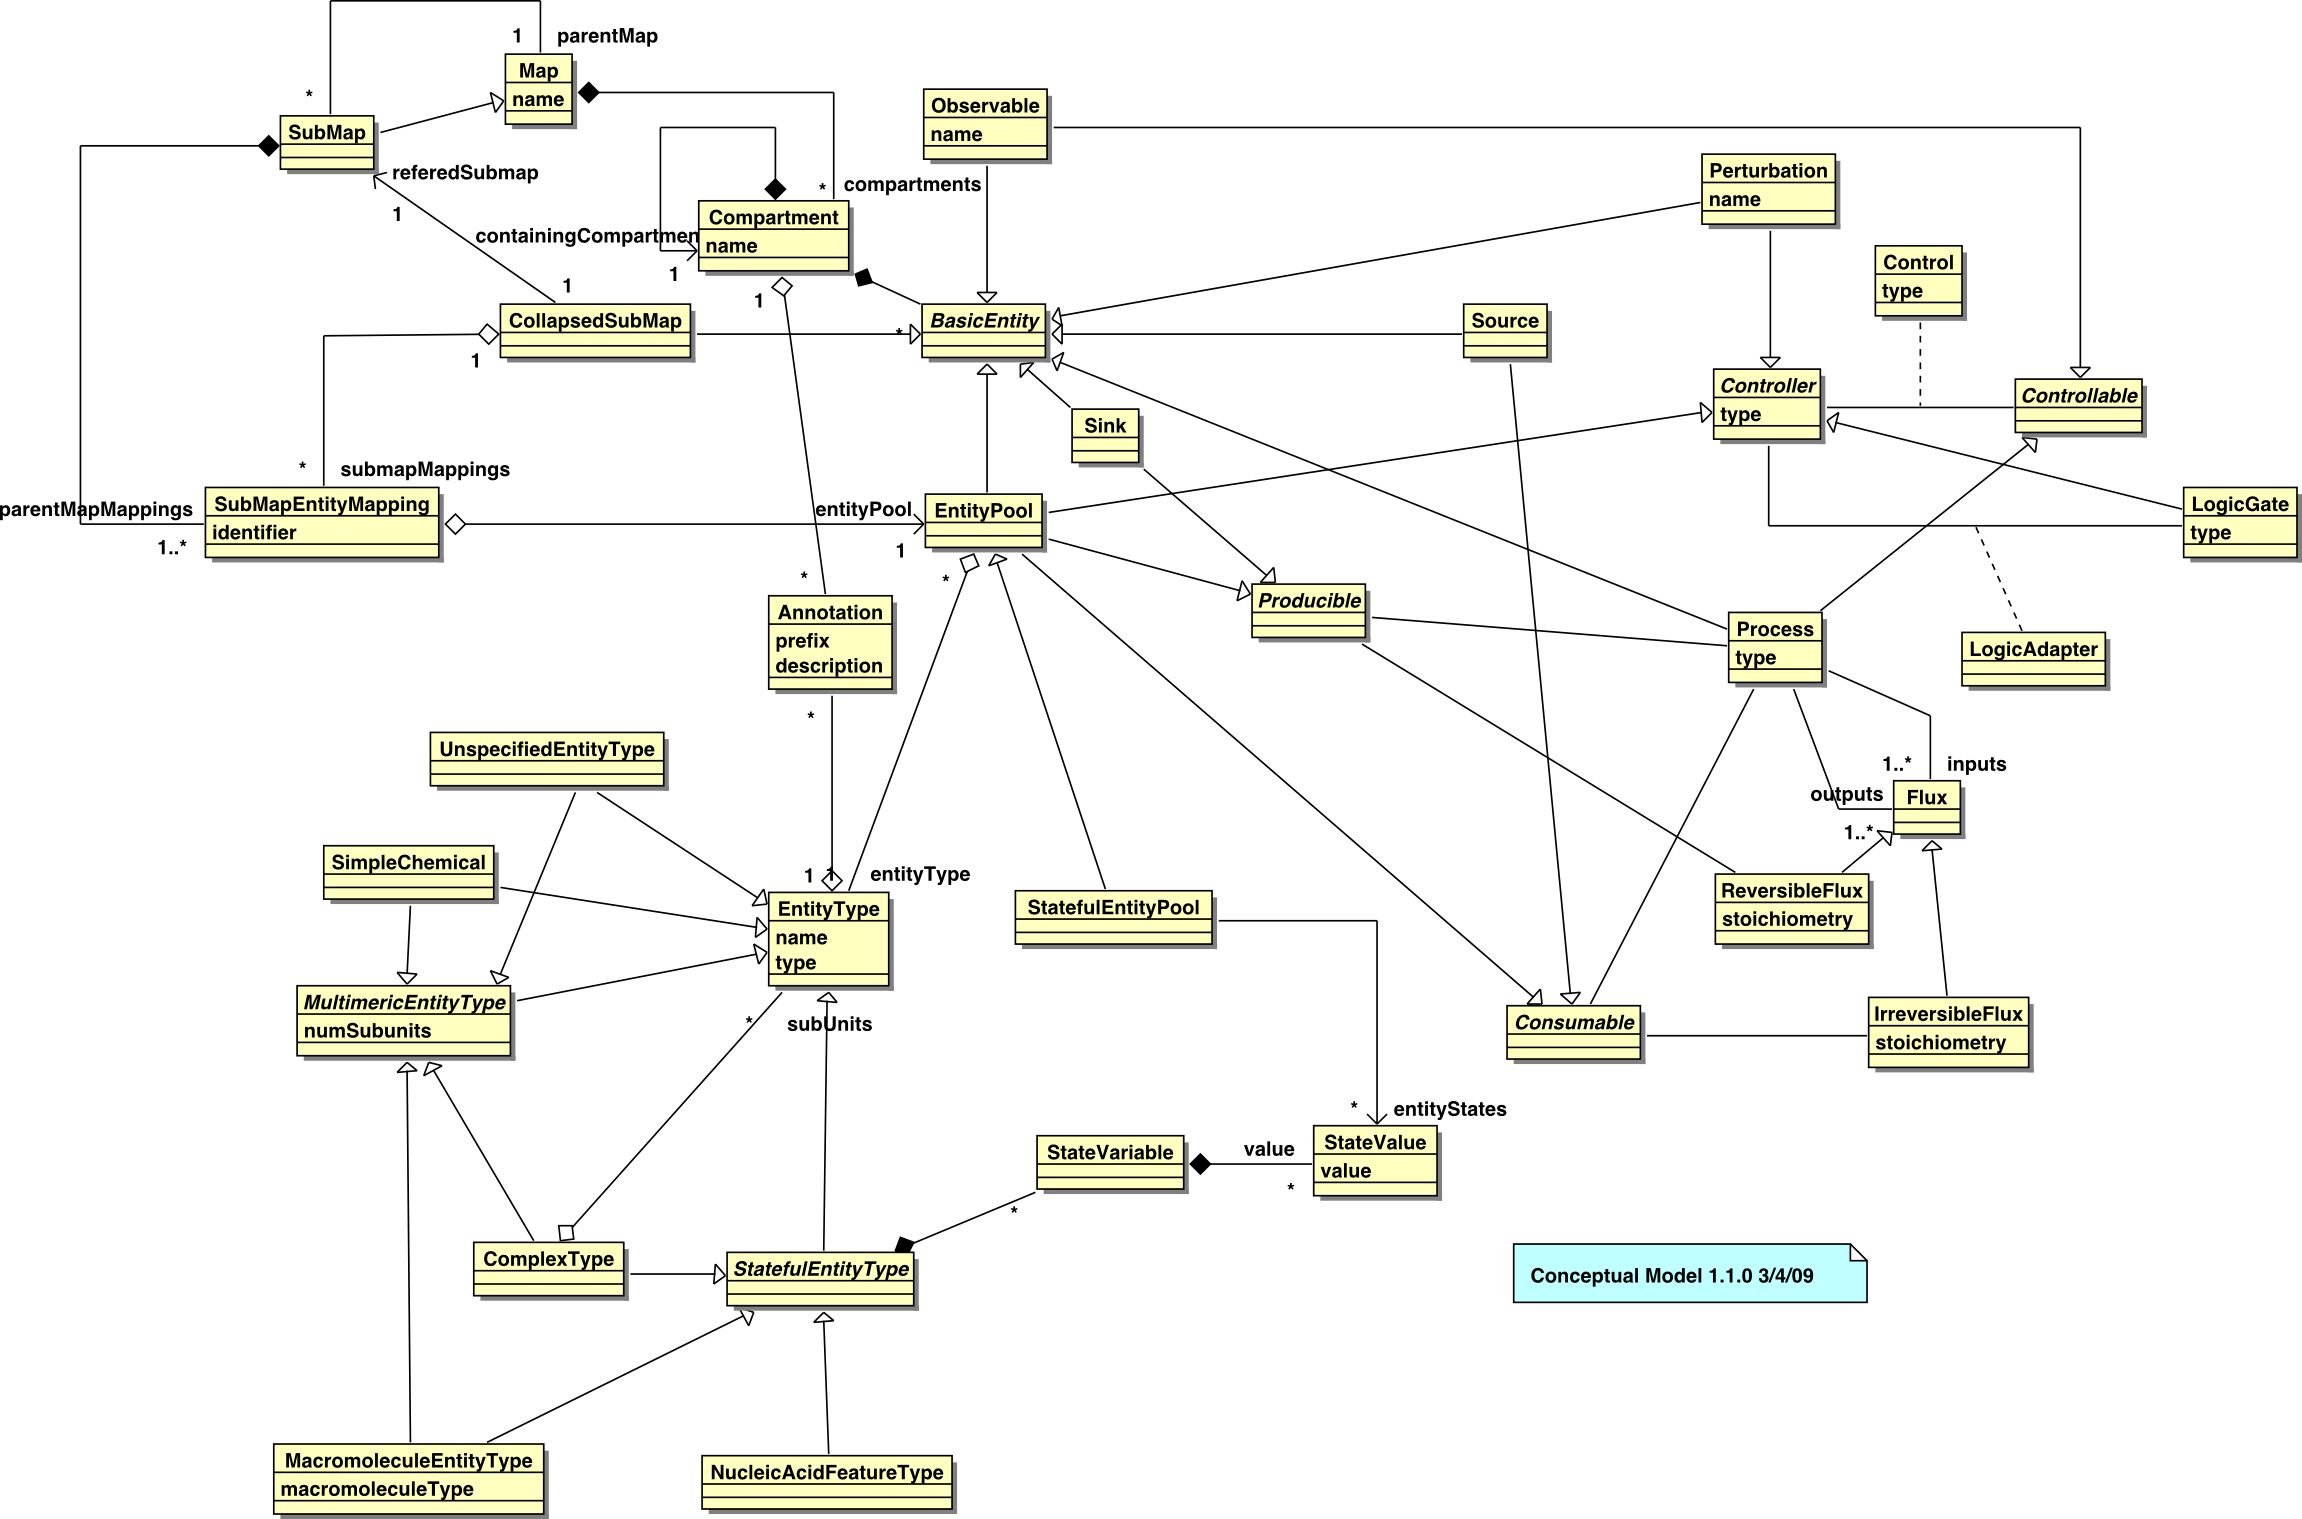 1
parentMap
Map
name
*
SubMap
Observable
name
referedSubmap
1
*
compartments
Compartment
name
containingCompartmen
1
1
Perturbation
name
Control
type
1
CollapsedSubMap
1
*
BasicEntity
Source
Controller
type
Controllable
Sink
*
submapMappings
parentMapMappings
1..*
SubMapEntityMapping
identifier
entityPool
1
EntityPool
LogicGate
type
*
*
Annotation
prefix
description
Producible
Process
type
LogicAdapter
*
UnspecifiedEntityType
1..*
inputs
outputs
Flux
1..*
SimpleChemical
1
1
entityType
EntityType
name
type
StatefulEntityPool
ReversibleFlux
stoichiometry
MultimericEntityType
numSubunits
*
subUnits
Consumable
IrreversibleFlux
stoichiometry
*
entityStates
StateVariable
value
*
StateValue
value
*
ComplexType
StatefulEntityType
Conceptual Model 1.1.0 3/4/09
MacromoleculeEntityType
macromoleculeType
NucleicAcidFeatureType